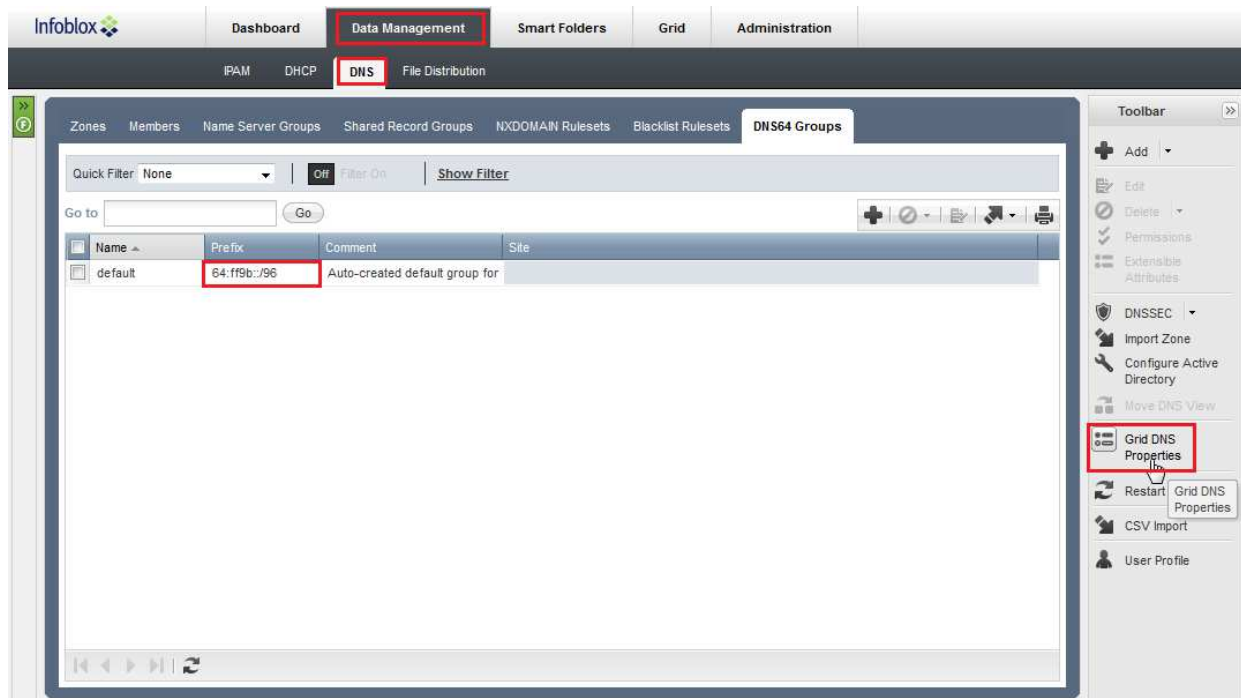 Infoblox
Dashboard Data Management Smart Folders Grid Administration
IPAM DHCP DNS File Distribution
Zones Members Name Server Groups Shared Record Groups NXDOMAIN Rulesets Blacklist Rulesets DNS64 Groups
Quick Filter None Off Filter On Show Filter
Go to Go
Name Prefix Comment Site
default 64:ff9b::/96 Auto-created default group for
Toolbar
Add
Edit
Delete
Permissions
Extensible
Attributes
DNSSEC
Import Zone
Configure Active
Directory
Move DNS View
Grid DNS
Properties
Restart
Grid DNS
Properties
CSV Import
User Profile